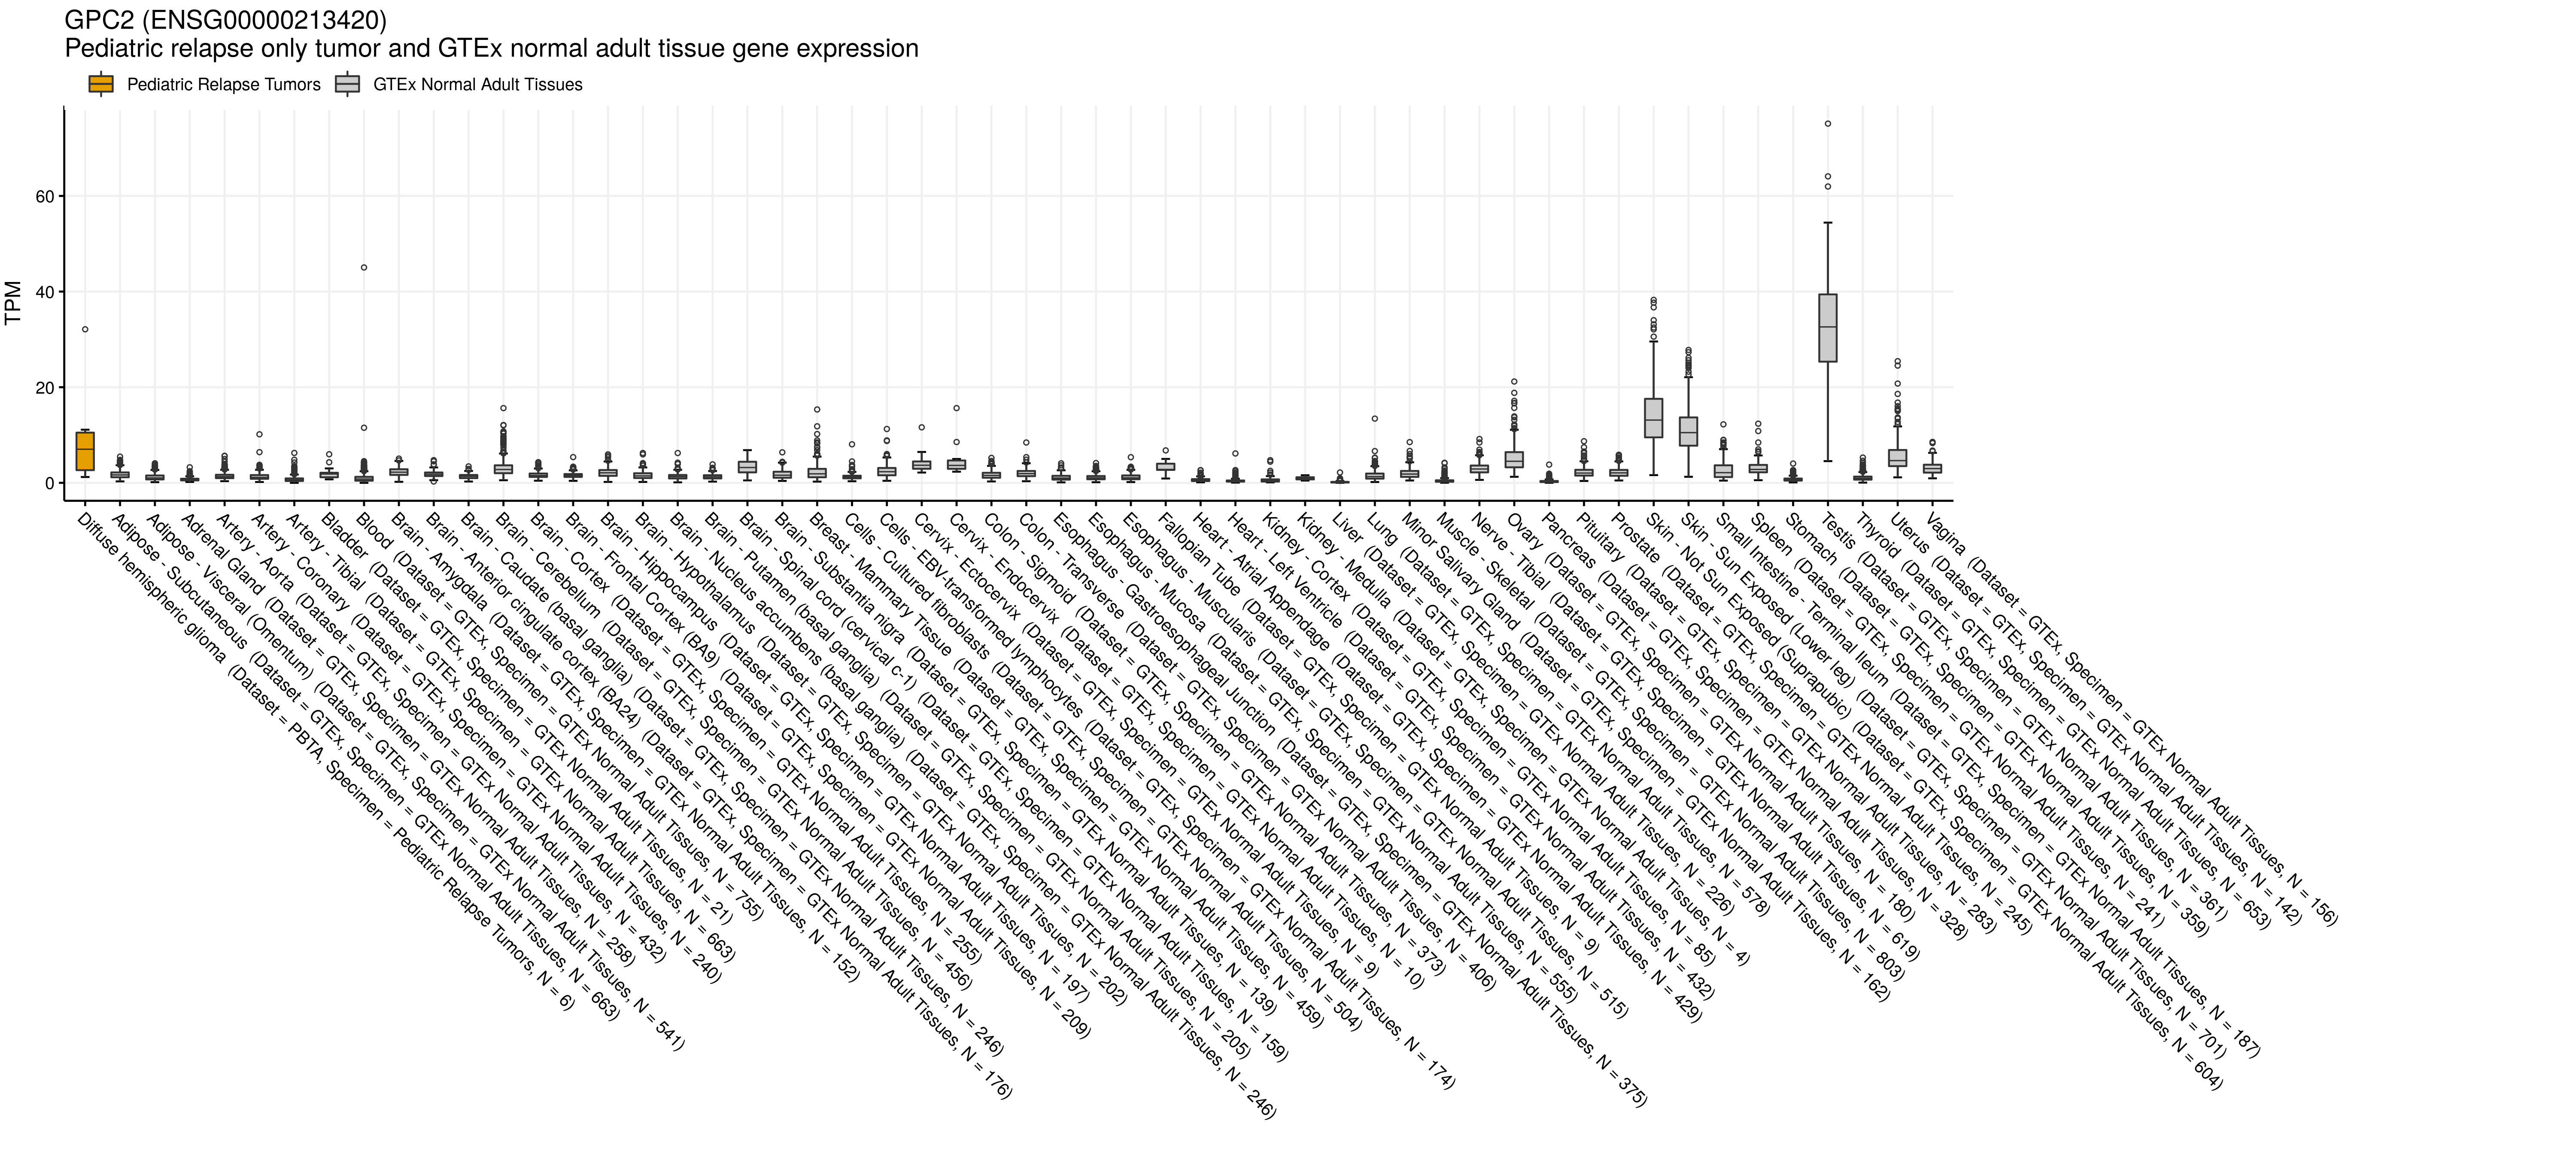 GPC2 (ENSG00000213420)
Pediatric relapse only tumor and GTEx normal adult tissue gene expression
Pediatric Relapse Tumors
GTEx Normal Adult Tissues
TPM
60
40
20
0
Diffuse hemispheric glioma (Dataset = PBTA, Specimen = Pediatric Relapse Tumors, N = 6)
Adipose - Subcutaneous (Dataset = GTEx, Specimen = GTEx Normal Adult Tissues, N = 663)
Adipose - Visceral (Omentum) (Dataset = GTEx, Specimen = GTEx Normal Adult Tissues, N = 541)
Adrenal Gland (Dataset = GTEx, Specimen = GTEx Normal Adult Tissues, N = 258)
Artery - Aorta (Dataset = GTEx, Specimen = GTEx Normal Adult Tissues, N = 432)
Artery - Coronary (Dataset = GTEx, Specimen = GTEx Normal Adult Tissues, N = 240)
Artery - Tibial (Dataset = GTEx, Specimen = GTEx Normal Adult Tissues, N = 663)
Bladder (Dataset = GTEx, Specimen = GTEx Normal Adult Tissues, N = 21)
Blood (Dataset = GTEx, Specimen = GTEx Normal Adult Tissues, N = 755)
Brain - Amygdala (Dataset = GTEx, Specimen = GTEx Normal Adult Tissues, N = 152)
Brain - Anterior cingulate cortex (BA24) (Dataset = GTEx, Specimen = GTEx Normal Adult Tissues, N = 176)
Brain - Caudate (basal ganglia) (Dataset = GTEx, Specimen = GTEx Normal Adult Tissues, N = 246)
Brain - Cerebellum (Dataset = GTEx, Specimen = GTEx Normal Adult Tissues, N = 456)
Brain - Cortex (Dataset = GTEx, Specimen = GTEx Normal Adult Tissues, N = 255)
Brain - Frontal Cortex (BA9) (Dataset = GTEx, Specimen = GTEx Normal Adult Tissues, N = 209)
Brain - Hippocampus (Dataset = GTEx, Specimen = GTEx Normal Adult Tissues, N = 197)
Brain - Hypothalamus (Dataset = GTEx, Specimen = GTEx Normal Adult Tissues, N = 202)
Brain - Nucleus accumbens (basal ganglia) (Dataset = GTEx, Specimen = GTEx Normal Adult Tissues, N = 246)
Brain - Putamen (basal ganglia) (Dataset = GTEx, Specimen = GTEx Normal Adult Tissues, N = 205)
Brain - Spinal cord (cervical c-1) (Dataset = GTEx, Specimen = GTEx Normal Adult Tissues, N = 159)
Brain - Substantia nigra (Dataset = GTEx, Specimen = GTEx Normal Adult Tissues, N = 139)
Breast - Mammary Tissue (Dataset = GTEx, Specimen = GTEx Normal Adult Tissues, N = 459)
Cells - Cultured fibroblasts (Dataset = GTEx, Specimen = GTEx Normal Adult Tissues, N = 504)
Cells - EBV-transformed lymphocytes (Dataset = GTEx, Specimen = GTEx Normal Adult Tissues, N = 174)
Cervix - Ectocervix (Dataset = GTEx, Specimen = GTEx Normal Adult Tissues, N = 9)
Cervix - Endocervix (Dataset = GTEx, Specimen = GTEx Normal Adult Tissues, N = 10)
Colon - Sigmoid (Dataset = GTEx, Specimen = GTEx Normal Adult Tissues, N = 373)
Colon - Transverse (Dataset = GTEx, Specimen = GTEx Normal Adult Tissues, N = 406)
Esophagus - Gastroesophageal Junction (Dataset = GTEx, Specimen = GTEx Normal Adult Tissues, N = 375)
Esophagus - Mucosa (Dataset = GTEx, Specimen = GTEx Normal Adult Tissues, N = 555)
Esophagus - Muscularis (Dataset = GTEx, Specimen = GTEx Normal Adult Tissues, N = 515)
Fallopian Tube (Dataset = GTEx, Specimen = GTEx Normal Adult Tissues, N = 9)
Heart - Atrial Appendage (Dataset = GTEx, Specimen = GTEx Normal Adult Tissues, N = 429)
Heart - Left Ventricle (Dataset = GTEx, Specimen = GTEx Normal Adult Tissues, N = 432)
Kidney - Cortex (Dataset = GTEx, Specimen = GTEx Normal Adult Tissues, N = 85)
Kidney - Medulla (Dataset = GTEx, Specimen = GTEx Normal Adult Tissues, N = 4)
Liver (Dataset = GTEx, Specimen = GTEx Normal Adult Tissues, N = 226)
Lung (Dataset = GTEx, Specimen = GTEx Normal Adult Tissues, N = 578)
Minor Salivary Gland (Dataset = GTEx, Specimen = GTEx Normal Adult Tissues, N = 162)
Muscle - Skeletal (Dataset = GTEx, Specimen = GTEx Normal Adult Tissues, N = 803)
Nerve - Tibial (Dataset = GTEx, Specimen = GTEx Normal Adult Tissues, N = 619)
Ovary (Dataset = GTEx, Specimen = GTEx Normal Adult Tissues, N = 180)
Pancreas (Dataset = GTEx, Specimen = GTEx Normal Adult Tissues, N = 328)
Pituitary (Dataset = GTEx, Specimen = GTEx Normal Adult Tissues, N = 283)
Prostate (Dataset = GTEx, Specimen = GTEx Normal Adult Tissues, N = 245)
Skin - Not Sun Exposed (Suprapubic) (Dataset = GTEx, Specimen = GTEx Normal Adult Tissues, N = 604)
Skin - Sun Exposed (Lower leg) (Dataset = GTEx, Specimen = GTEx Normal Adult Tissues, N = 701)
Small Intestine - Terminal Ileum (Dataset = GTEx, Specimen = GTEx Normal Adult Tissues, N = 187)
Spleen (Dataset = GTEx, Specimen = GTEx Normal Adult Tissues, N = 241)
Stomach (Dataset = GTEx, Specimen = GTEx Normal Adult Tissues, N = 359)
Testis (Dataset = GTEx, Specimen = GTEx Normal Adult Tissues, N = 361)
Thyroid (Dataset = GTEx, Specimen = GTEx Normal Adult Tissues, N = 653)
Uterus (Dataset = GTEx, Specimen = GTEx Normal Adult Tissues, N = 142)
Vagina (Dataset = GTEx, Specimen = GTEx Normal Adult Tissues, N = 156)